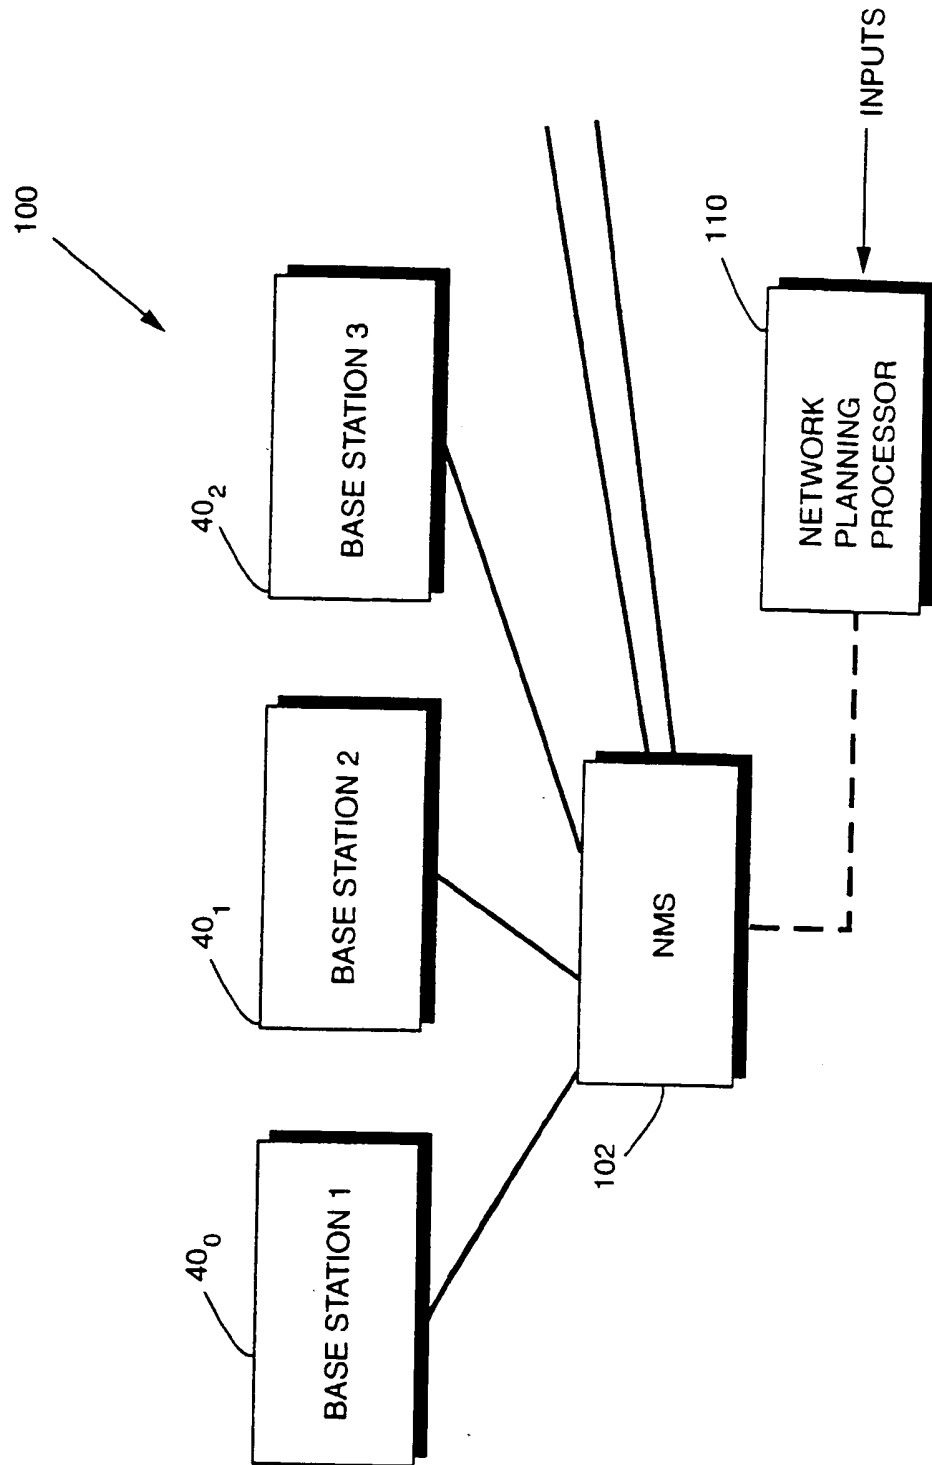 100
40₀
40₁
40₂
BASE STATION 1
BASE STATION 2
BASE STATION 3
102
NMS
110
NETWORK
PLANNING
PROCESSOR
INPUTS